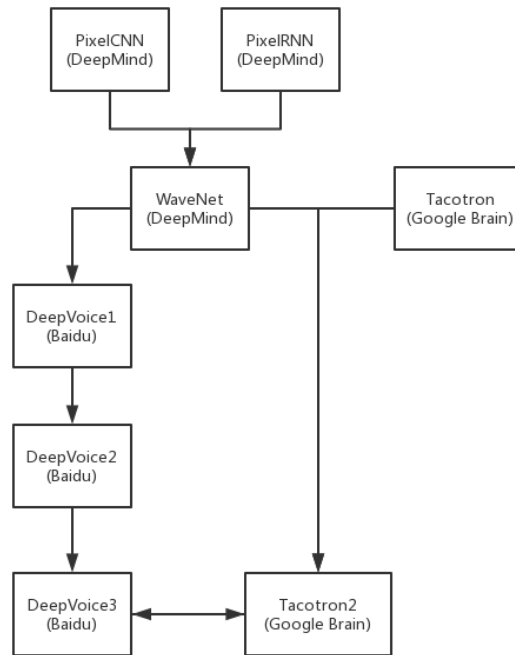 PixelCNN
(DeepMind)
PixelRNN
(DeepMind)
WaveNet
(DeepMind)
Tacotron
(Google Brain)
DeepVoice1
(Baidu)
DeepVoice2
(Baidu)
DeepVoice3
(Baidu)
Tacotron2
(Google Brain)